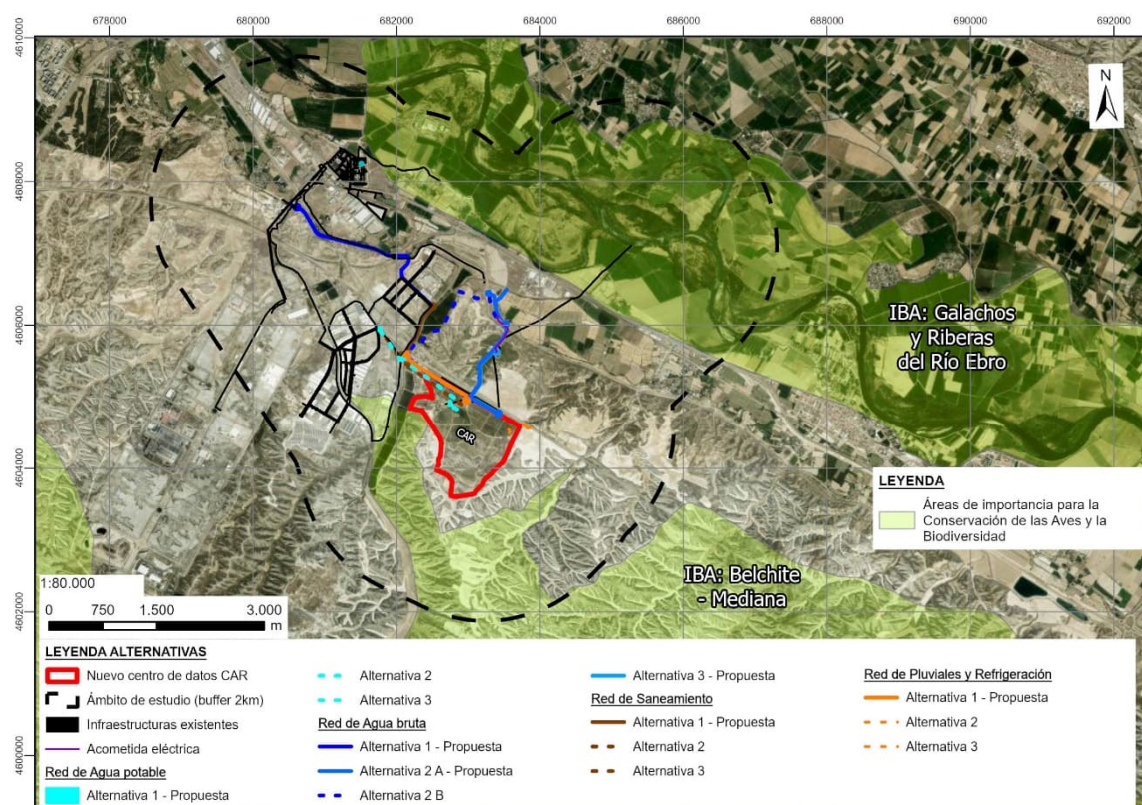 678000 680000 682000 684000 686000 688000 690000 692000
4610000
4608000
4606000
4604000
4602000
4600000
N
IBA: Galachos
y Riberas
del Río Ebro
CAR
IBA: Belchite
- Mediana
LEYENDA
Áreas de importancia para la
Conservación de las Aves y la
Biodiversidad
1:80.000
0 750 1.500 3.000
m
LEYENDA ALTERNATIVAS
Nuevo centro de datos CAR
Ámbito de estudio (buffer 2km)
Infraestructuras existentes
Acometida eléctrica
Red de Agua potable
Alternativa 1 - Propuesta
Alternativa 2
Alternativa 3
Red de Agua bruta
Alternativa 1 - Propuesta
Alternativa 2 A - Propuesta
Alternativa 2 B
Alternativa 3 - Propuesta
Red de Saneamiento
Alternativa 1 - Propuesta
Alternativa 2
Alternativa 3
Red de Pluviales y Refrigeración
Alternativa 1 - Propuesta
Alternativa 2
Alternativa 3